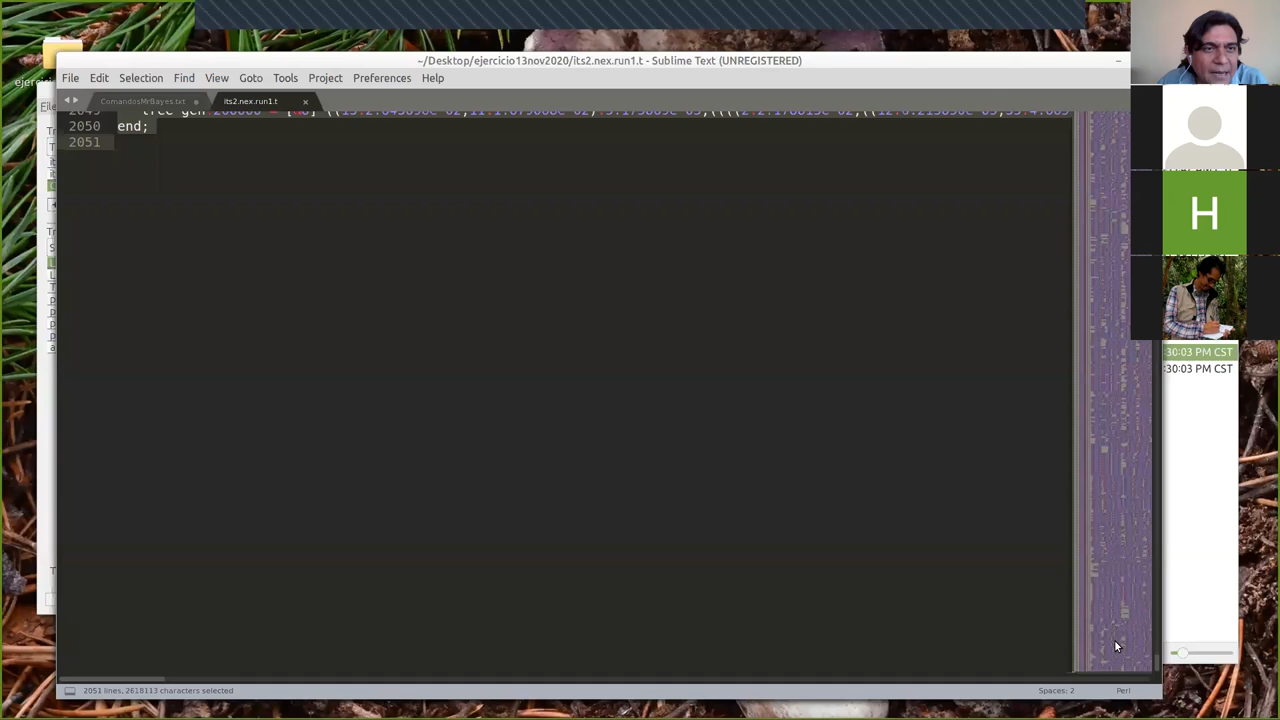 ejercic
~/Desktop/ejercicio13nov2020/its2.nex.run1.t - Sublime Text (UNREGISTERED)
File Edit Selection Find View Goto Tools Project Preferences Help
ComandosMrBayes.txt
its2.nex.run1.t
File
2050 end;
2051
:30:03 PM CST
:30:03 PM CST
H
2051 lines, 2618113 characters selected
Spaces: 2
Perl